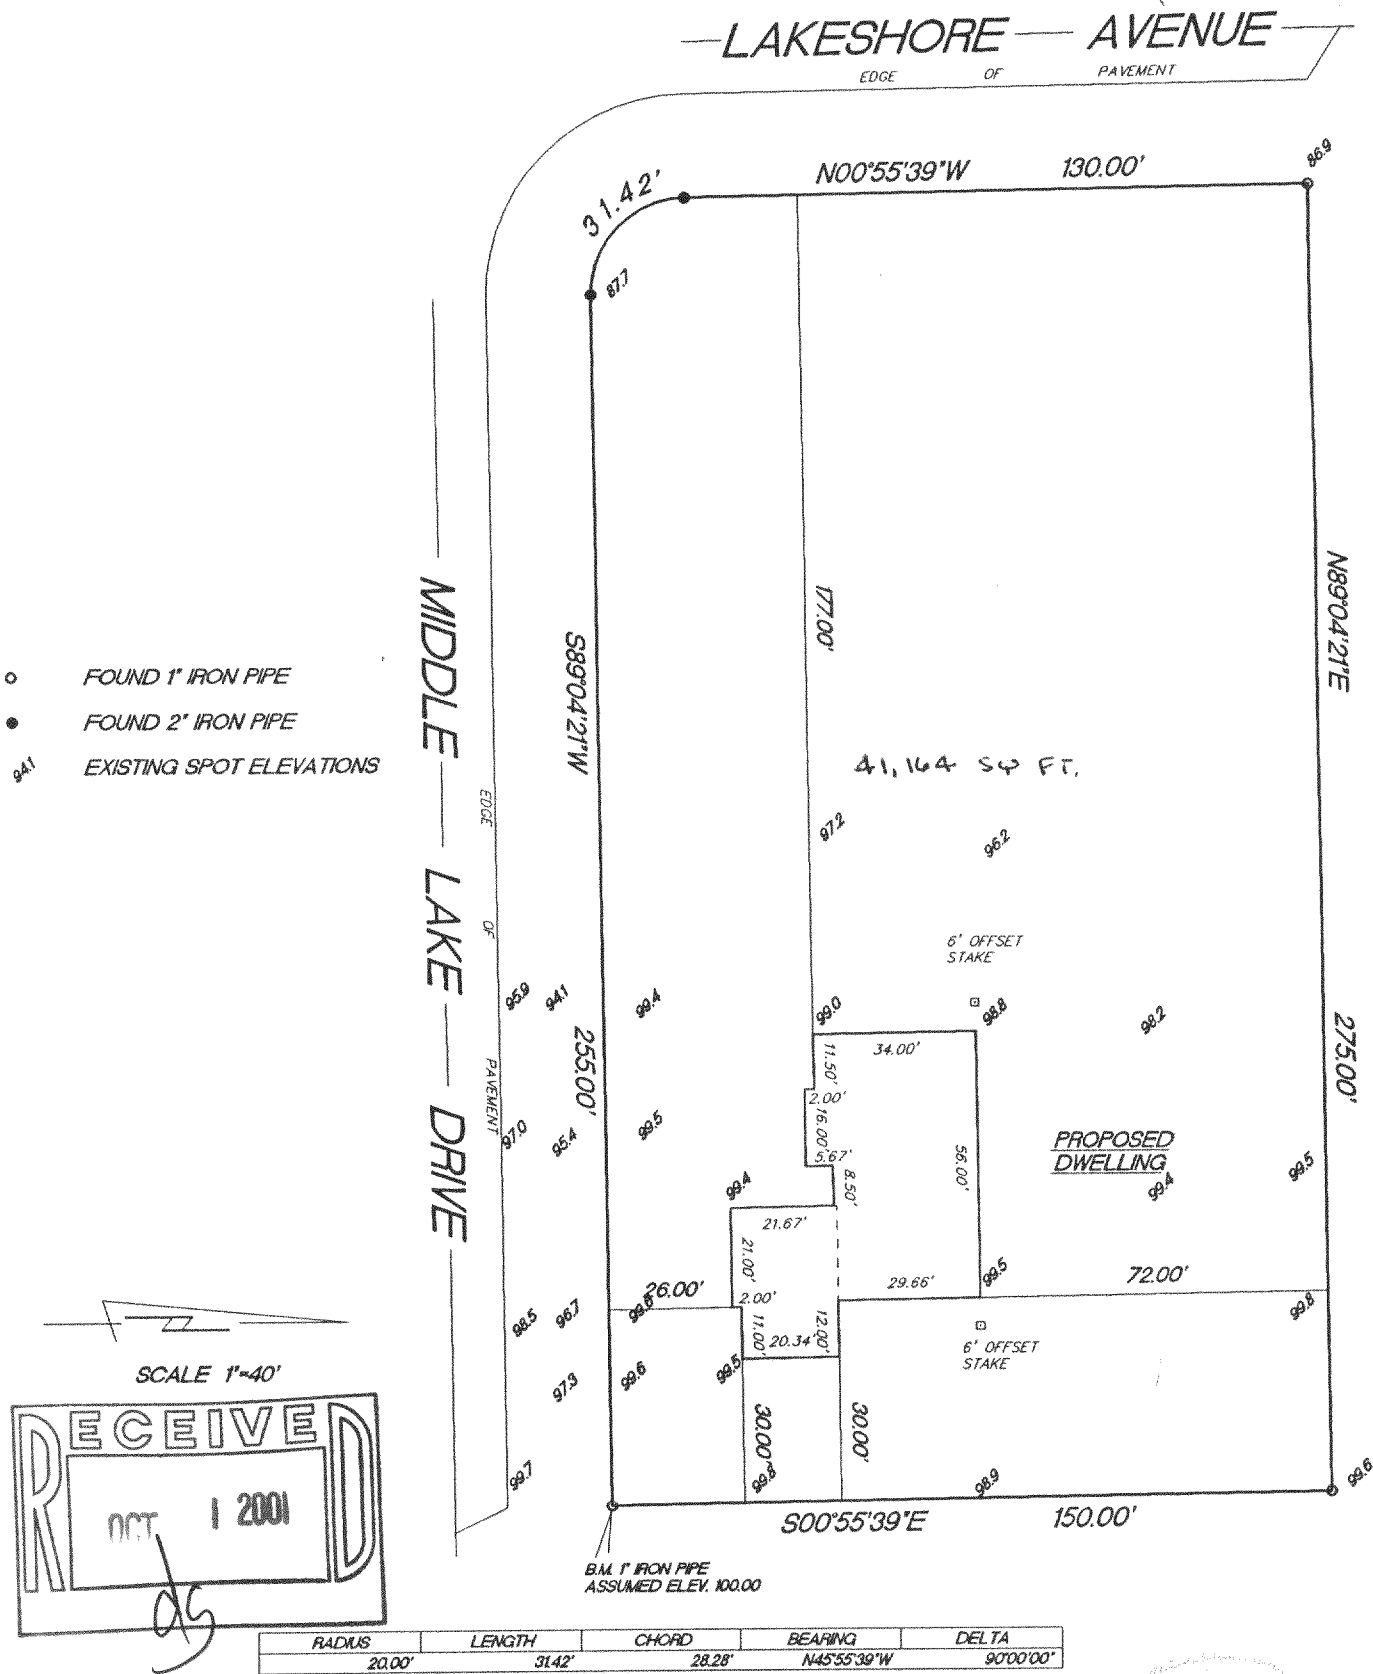 LAKESHORE AVENUE
EDGE OF PAVEMENT
N00°55'39"W 130.00'
86.9
31.42'
87.7
177.00'
N89°04'21"E
275.00'
MIDDLE LAKE DRIVE
EDGE OF PAVEMENT
S89°04'21"W
255.00'
FOUND 1" IRON PIPE
FOUND 2" IRON PIPE
94.1 EXISTING SPOT ELEVATIONS
41,164 SQ FT.
97.2
96.2
6' OFFSET
STAKE
95.9 94.1 99.4 99.0 98.8 98.2
34.00'
11.50'
2.00'
16.00'
5.67'
8.50'
56.00'
97.0 95.4 99.5
PROPOSED
DWELLING
99.4
99.5
99.4
21.67'
21.00'
26.00'
2.00'
29.66'
99.5
72.00'
99.8
98.5 96.7
11.00'
20.34'
12.00'
6' OFFSET
STAKE
97.3 99.6 99.5
30.00'
30.00'
99.7 99.8 98.9 99.6
S00°55'39"E 150.00'
B.M. 1" IRON PIPE
ASSUMED ELEV. 100.00
SCALE 1"=40'
RECEIVED
OCT 1 2001
RADIUS LENGTH CHORD BEARING DELTA
20.00' 31.42' 28.28' N45°55'39"W 90°00'00"